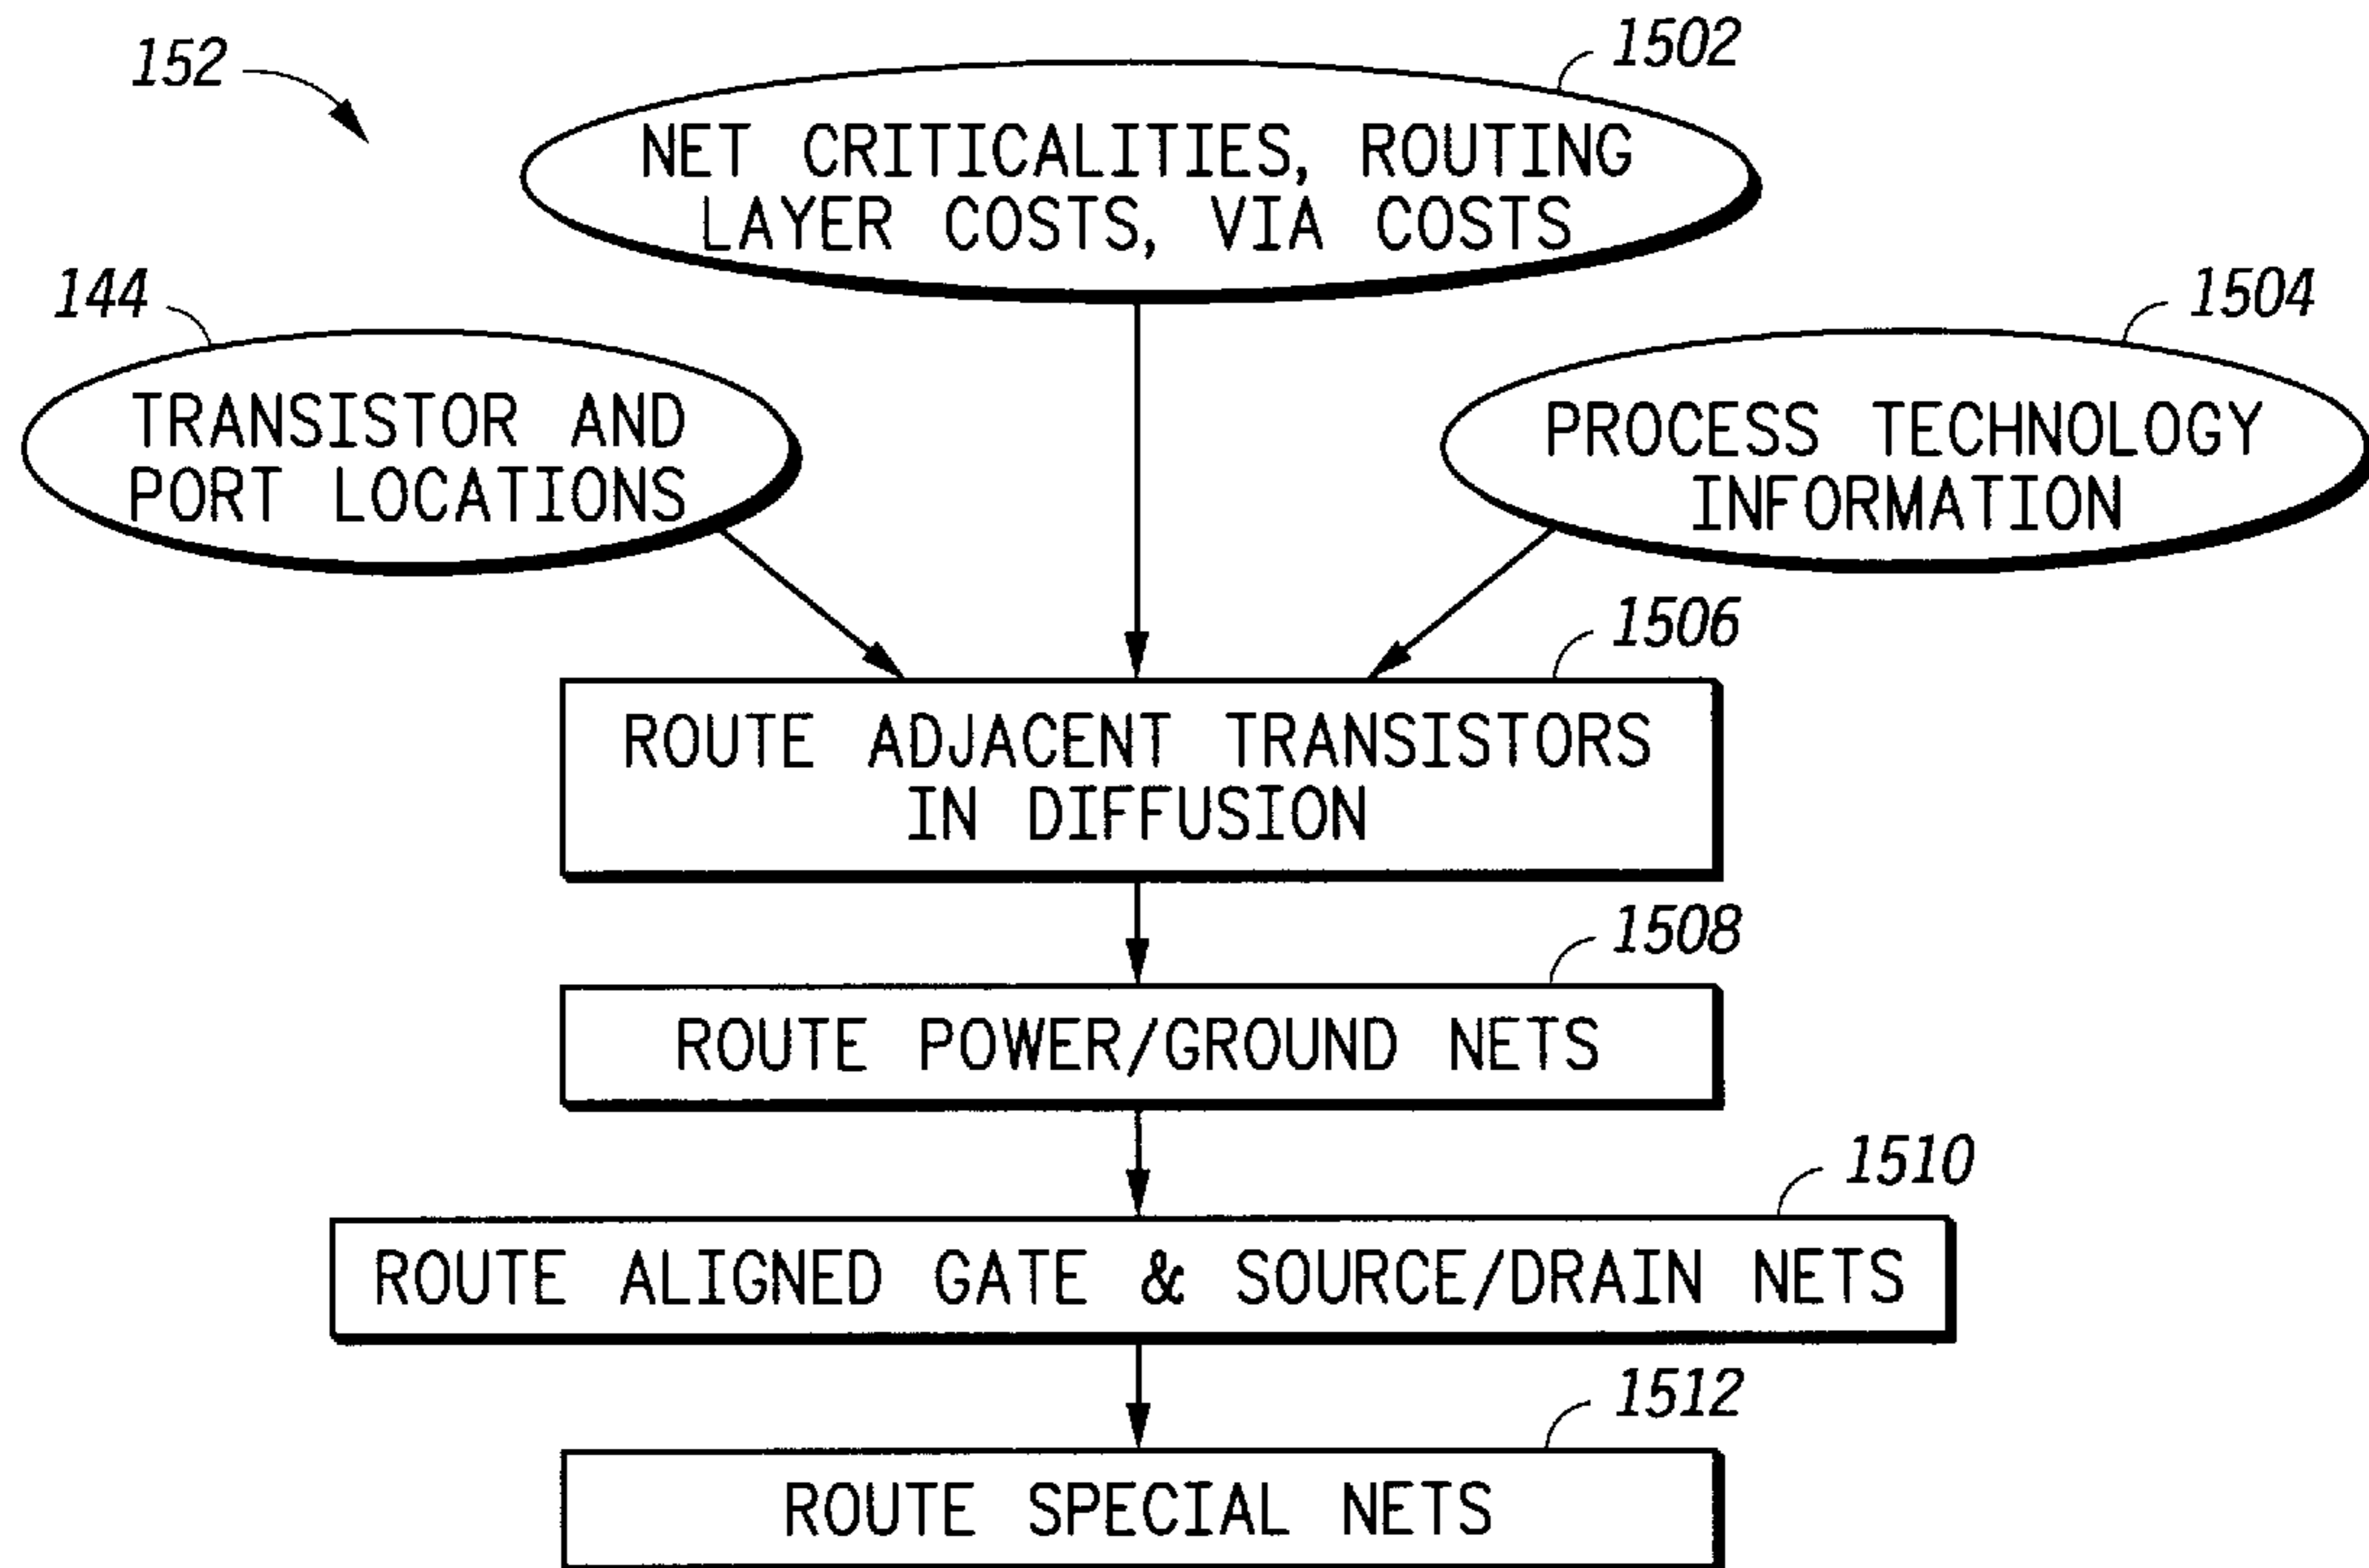 152
1502
NET CRITICALITIES, ROUTING
LAYER COSTS, VIA COSTS
144
TRANSISTOR AND
PORT LOCATIONS
1504
PROCESS TECHNOLOGY
INFORMATION
1506
ROUTE ADJACENT TRANSISTORS
IN DIFFUSION
1508
ROUTE POWER/GROUND NETS
1510
ROUTE ALIGNED GATE & SOURCE/DRAIN NETS
1512
ROUTE SPECIAL NETS